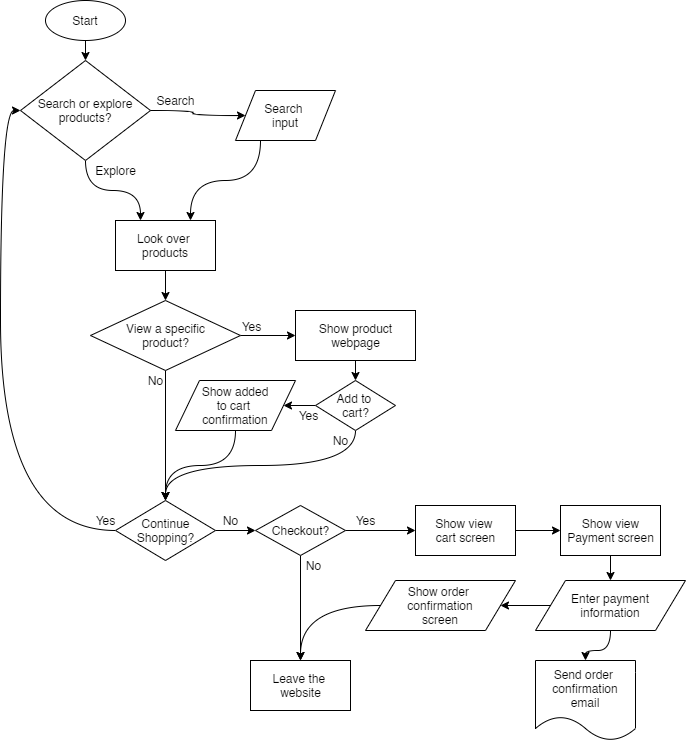 Start
Search or explore
products?
Search
Search
input
Explore
Look over
products
View a specific
product?
Yes
Show product
webpage
No
Show added
to cart
confirmation
Yes
Add to
cart?
No
Yes
Continue
Shopping?
No
Checkout?
Yes
Show view
cart screen
Show view
Payment screen
No
Show order
confirmation
screen
Enter payment
information
Leave the
website
Send order
confirmation
email